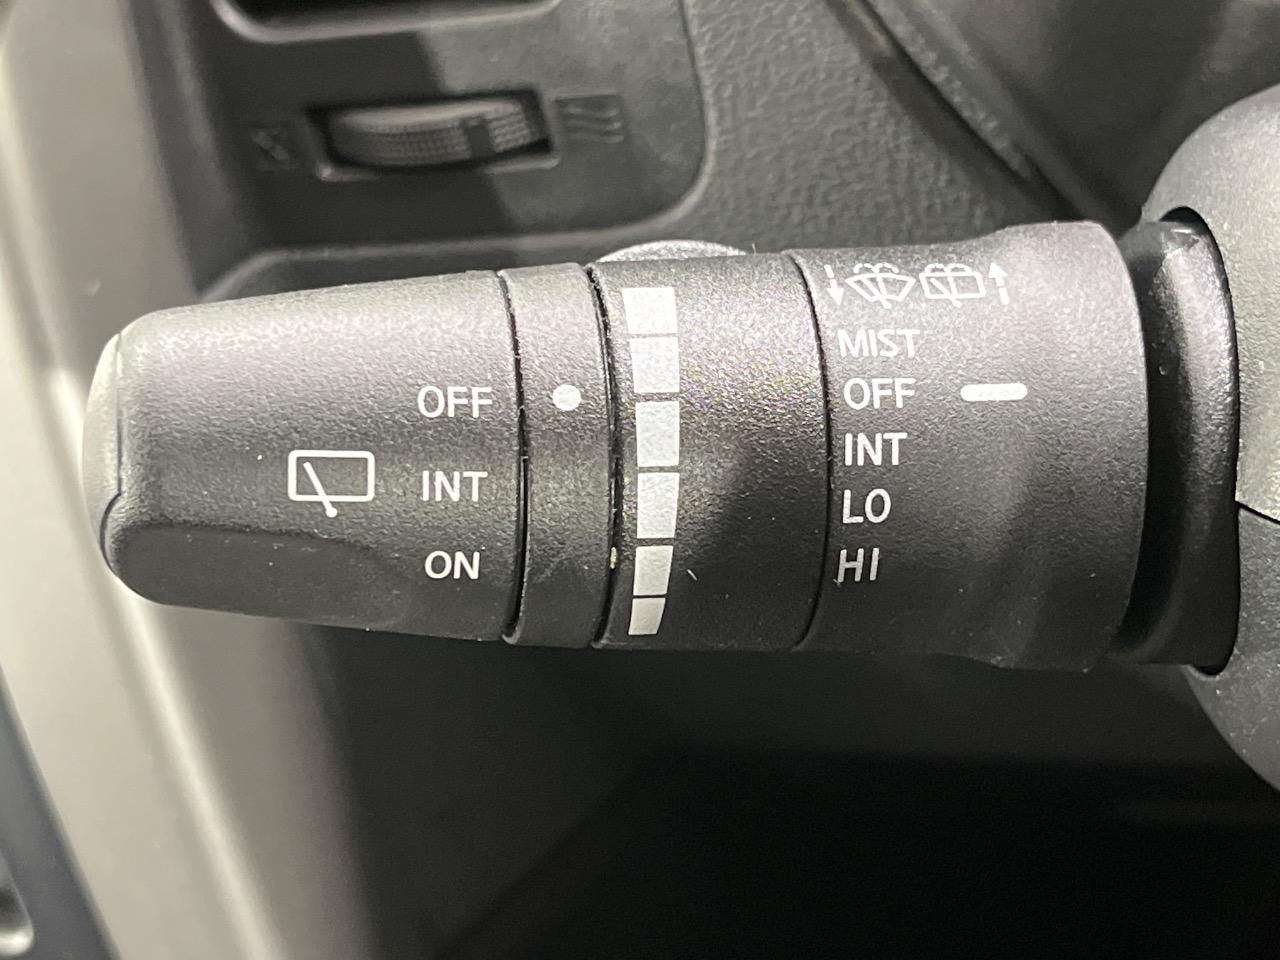 OFF
INT
ON
MIST
OFF
INT
LO
HI